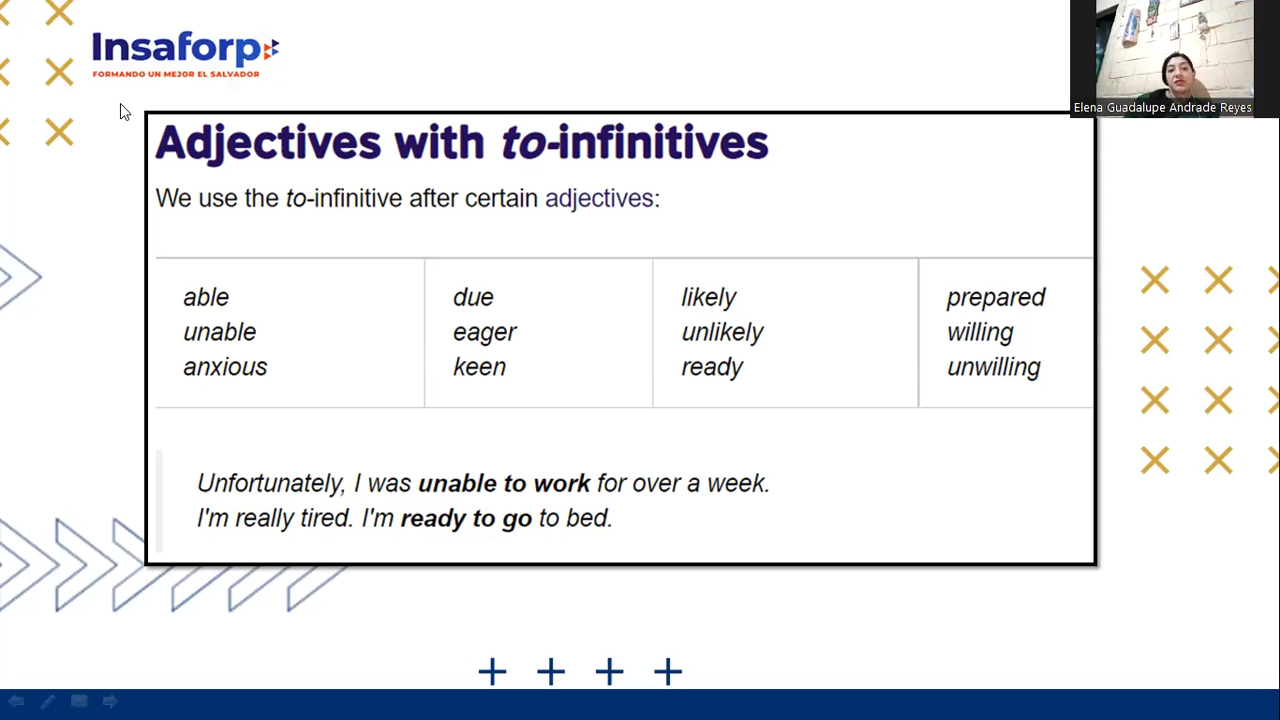 Insaforp
FORMANDO UN MEJOR EL SALVADOR
Elena Guadalupe Andrade Reyes
Adjectives with to-infinitives
We use the to-infinitive after certain adjectives:
able due likely prepared
unable eager unlikely willing
anxious keen ready unwilling
Unfortunately, I was unable to work for over a week.
I'm really tired. I'm ready to go to bed.